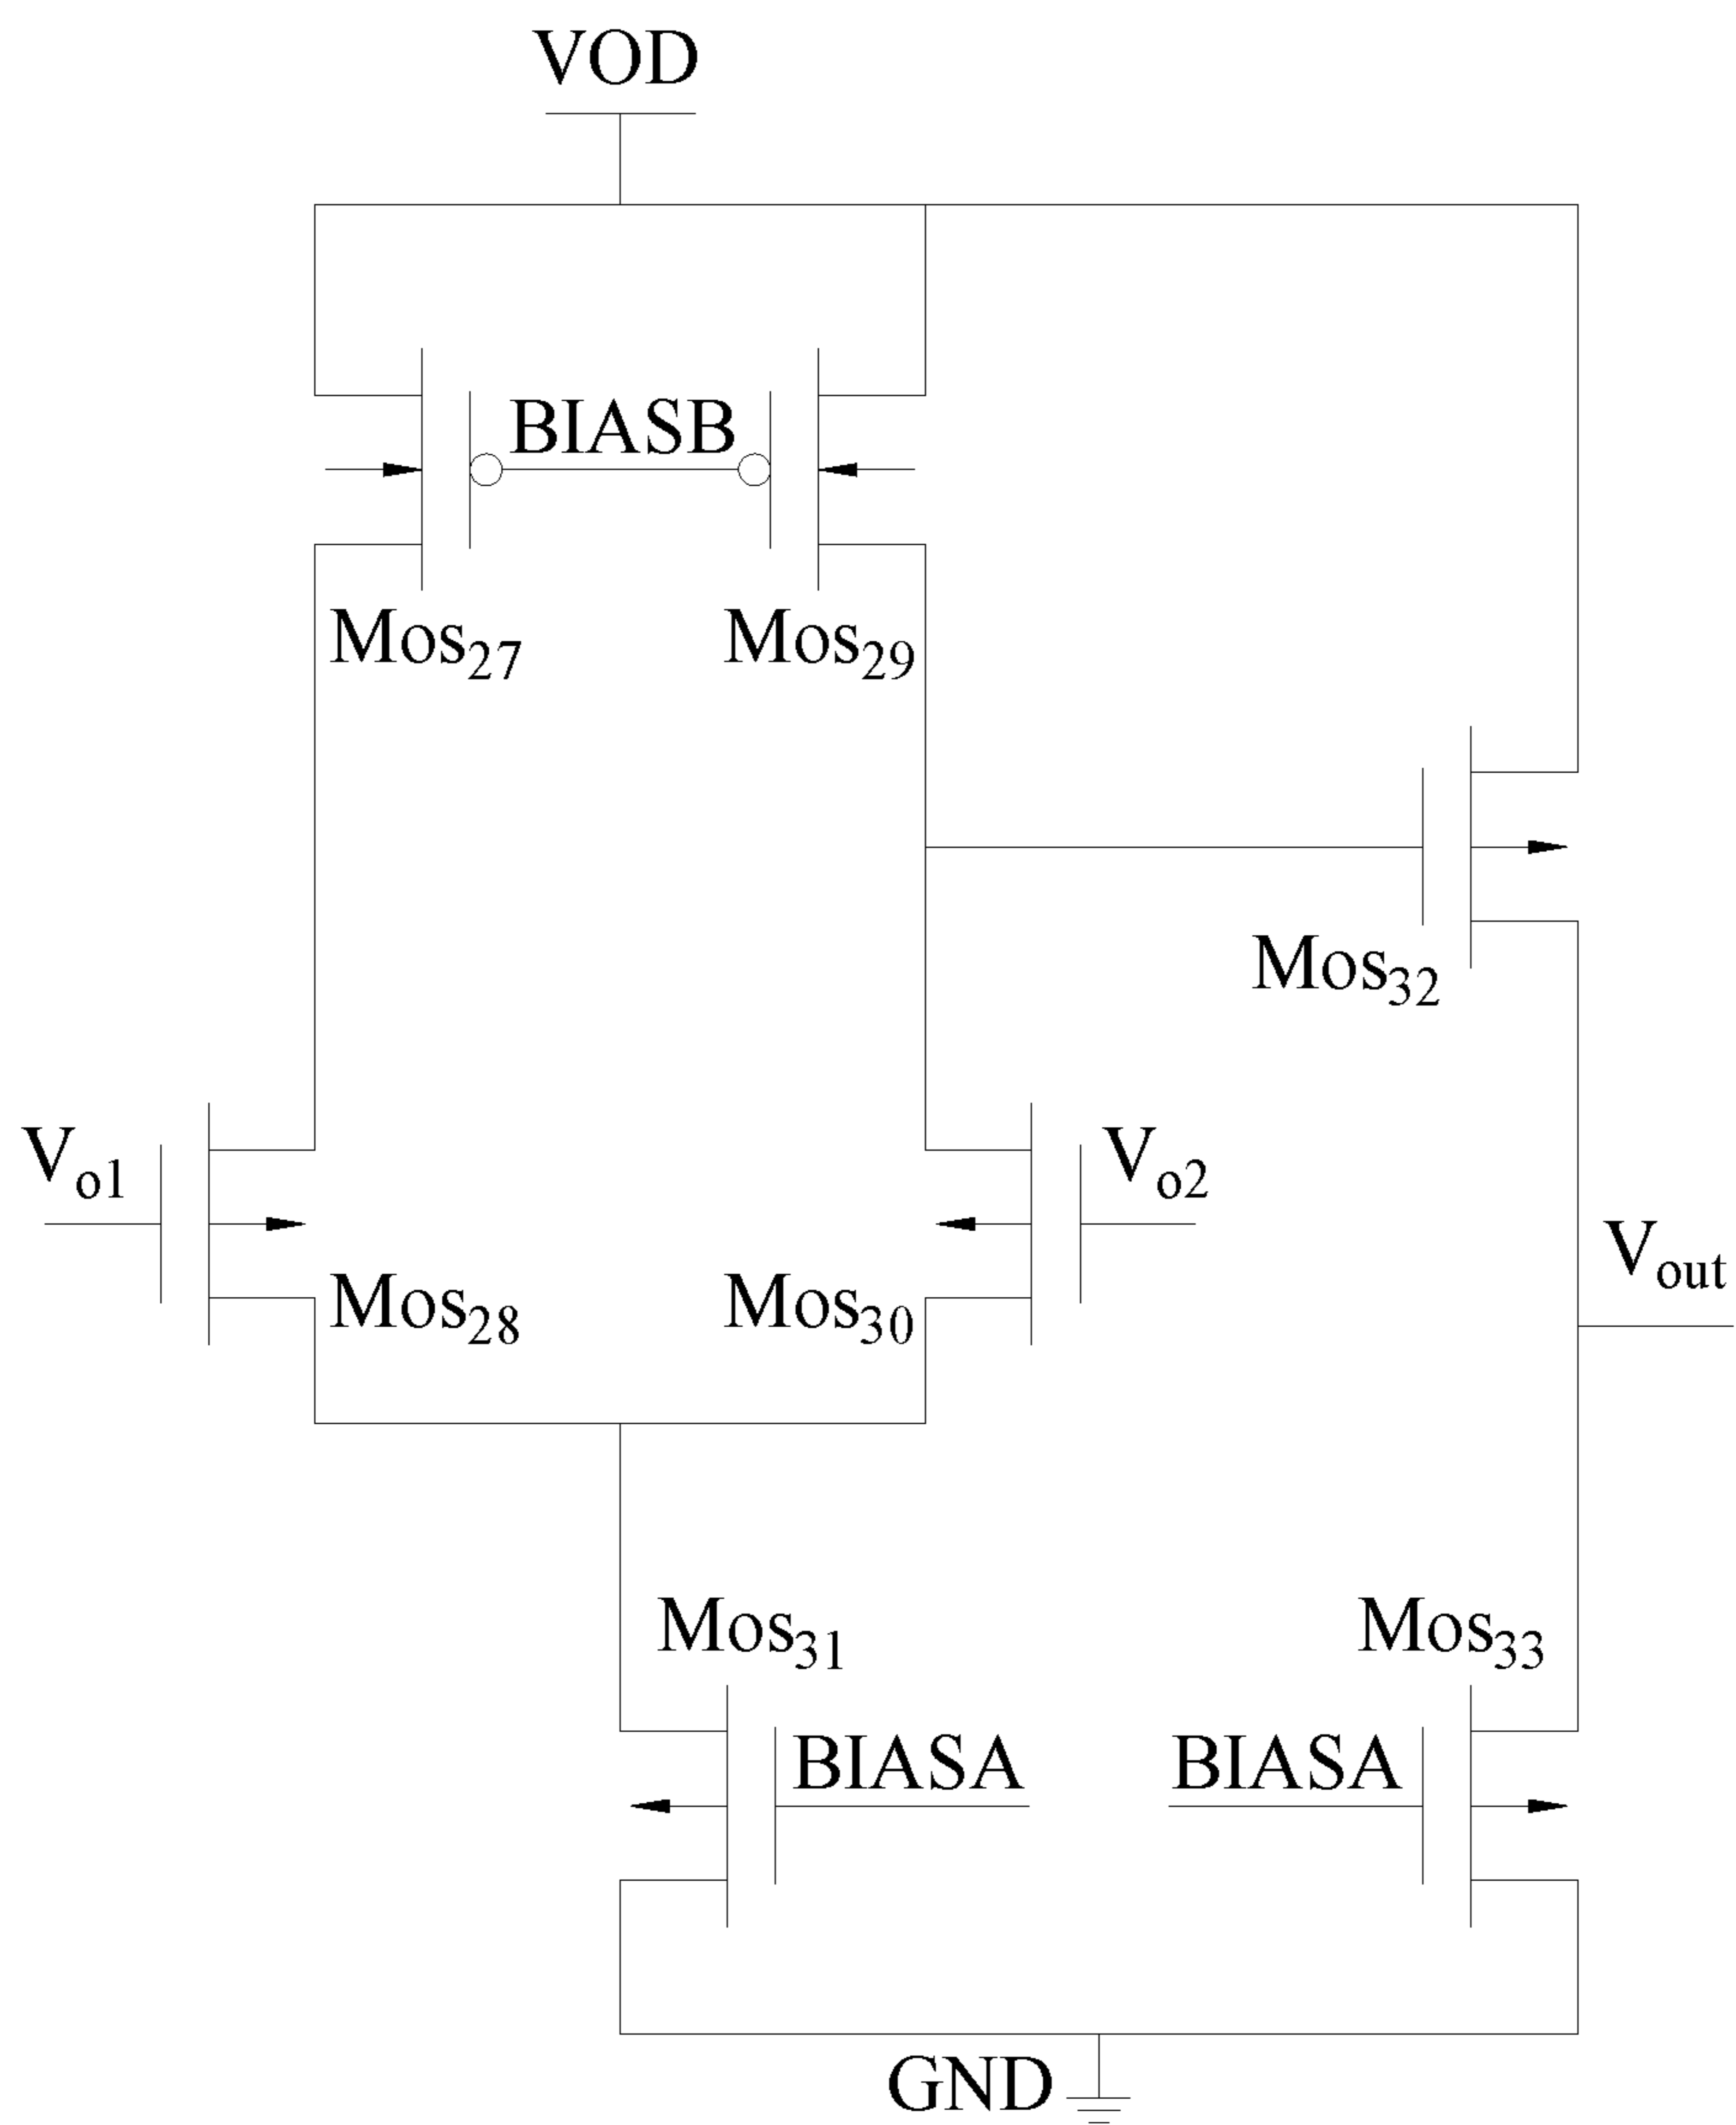 VOD
BIASB
Mos27 Mos29
Mos32
Vo1 Vo2
Vout
Mos28 Mos30
Mos31 Mos33
BIASA BIASA
GND